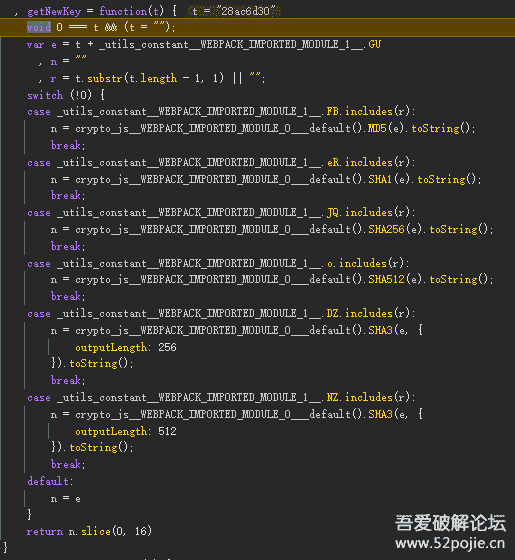 , getNewKey = function(t) {  t = "28ac6d30"
void 0 === t && (t = "");
var e = t + _utils_constant__WEBPACK_IMPORTED_MODULE_1__.GU
, n = ""
, r = t.substr(t.length - 1, 1) || "";
switch (!0) {
case _utils_constant__WEBPACK_IMPORTED_MODULE_1__.FB.includes(r):
n = crypto_js__WEBPACK_IMPORTED_MODULE_0___default().MD5(e).toString();
break;
case _utils_constant__WEBPACK_IMPORTED_MODULE_1__.eR.includes(r):
n = crypto_js__WEBPACK_IMPORTED_MODULE_0___default().SHA1(e).toString();
break;
case _utils_constant__WEBPACK_IMPORTED_MODULE_1__.JQ.includes(r):
n = crypto_js__WEBPACK_IMPORTED_MODULE_0___default().SHA256(e).toString();
break;
case _utils_constant__WEBPACK_IMPORTED_MODULE_1__.o.includes(r):
n = crypto_js__WEBPACK_IMPORTED_MODULE_0___default().SHA512(e).toString();
break;
case _utils_constant__WEBPACK_IMPORTED_MODULE_1__.DZ.includes(r):
n = crypto_js__WEBPACK_IMPORTED_MODULE_0___default().SHA3(e, {
outputLength: 256
}).toString();
break;
case _utils_constant__WEBPACK_IMPORTED_MODULE_1__.NZ.includes(r):
n = crypto_js__WEBPACK_IMPORTED_MODULE_0___default().SHA3(e, {
outputLength: 512
}).toString();
break;
default:
n = e
}
return n.slice(0, 16)
}
吾爱破解论坛
www.52pojie.cn